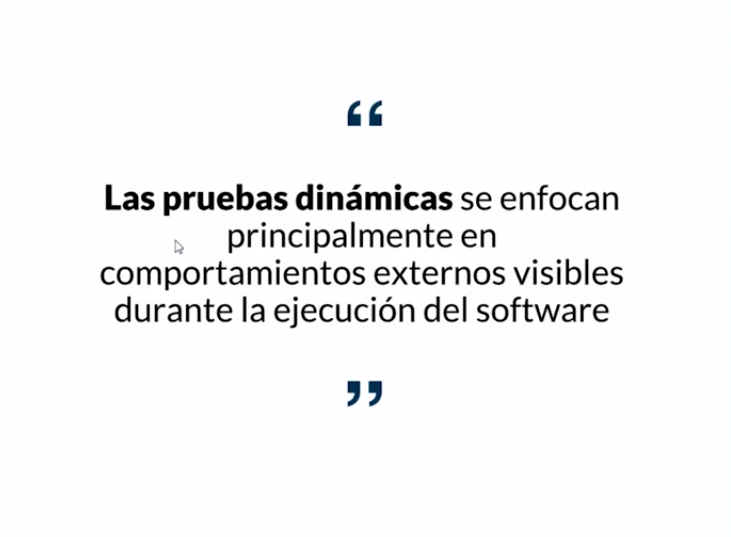 “
Las pruebas dinámicas se enfocan
principalmente en
comportamientos externos visibles
durante la ejecución del software
”